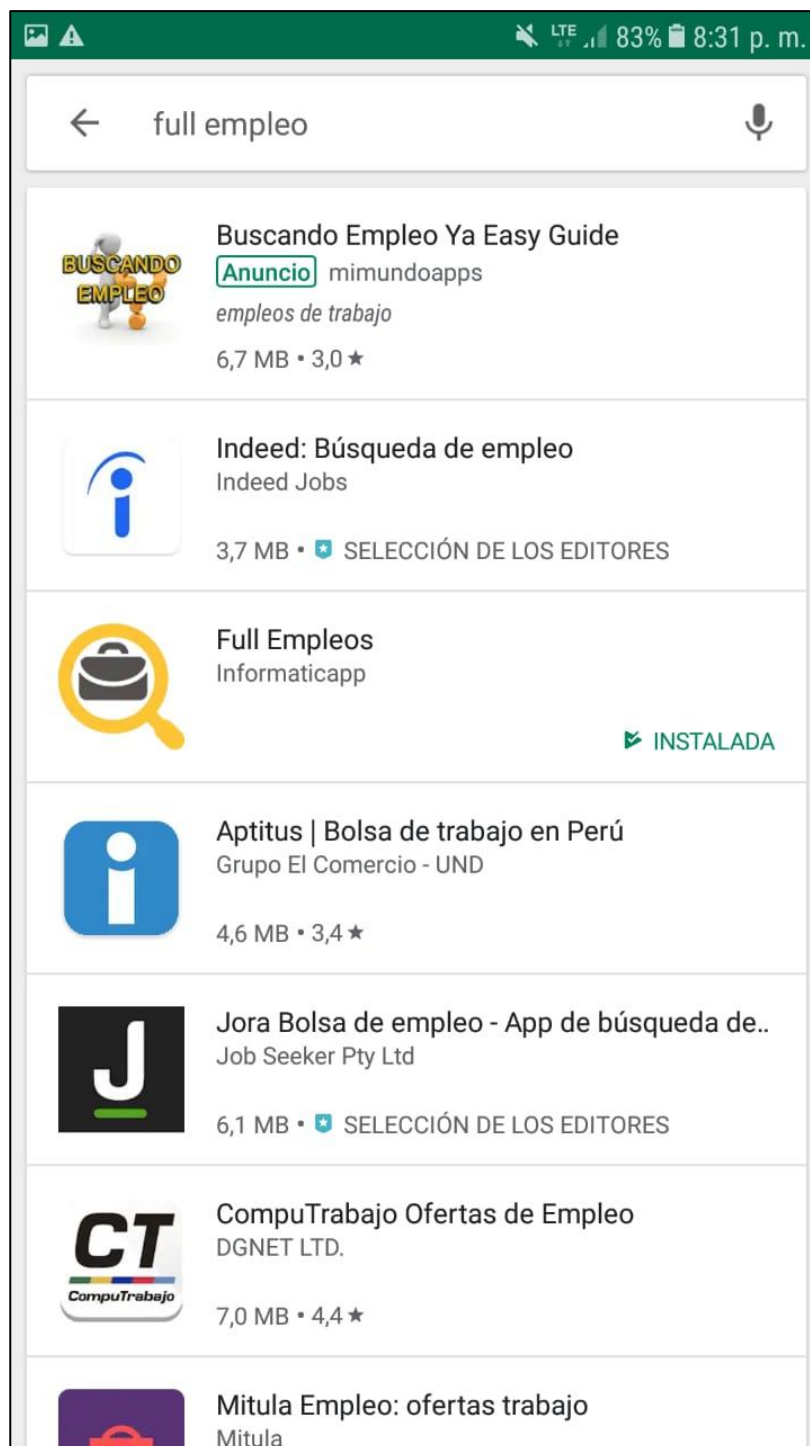 LTE 83% 8:31 p. m.
full empleo
BUSCANDO
EMPLEO
Buscando Empleo Ya Easy Guide
Anuncio mimundoapps
empleos de trabajo
6,7 MB • 3,0 ★
Indeed: Búsqueda de empleo
Indeed Jobs
3,7 MB • SELECCIÓN DE LOS EDITORES
Full Empleos
Informaticapp
INSTALADA
Aptitus | Bolsa de trabajo en Perú
Grupo El Comercio - UND
4,6 MB • 3,4 ★
J
Jora Bolsa de empleo - App de búsqueda de..
Job Seeker Pty Ltd
6,1 MB • SELECCIÓN DE LOS EDITORES
CT
CompuTrabajo
CompuTrabajo Ofertas de Empleo
DGNET LTD.
7,0 MB • 4,4 ★
Mitula Empleo: ofertas trabajo
Mitula